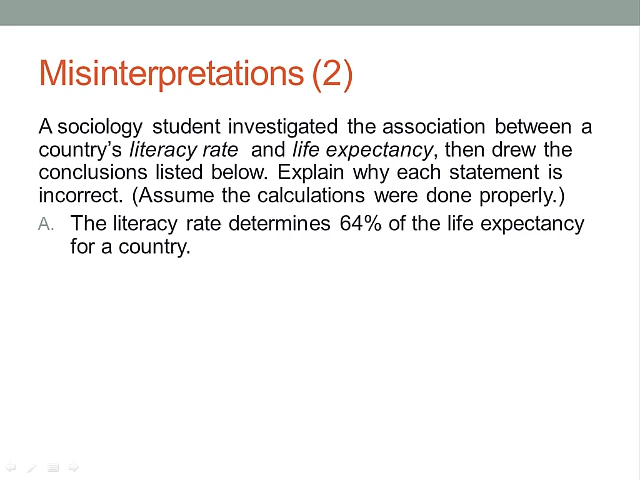 Misinterpretations (2)
A sociology student investigated the association between a
country’s literacy rate and life expectancy, then drew the
conclusions listed below. Explain why each statement is
incorrect. (Assume the calculations were done properly.)
A. The literacy rate determines 64% of the life expectancy
for a country.